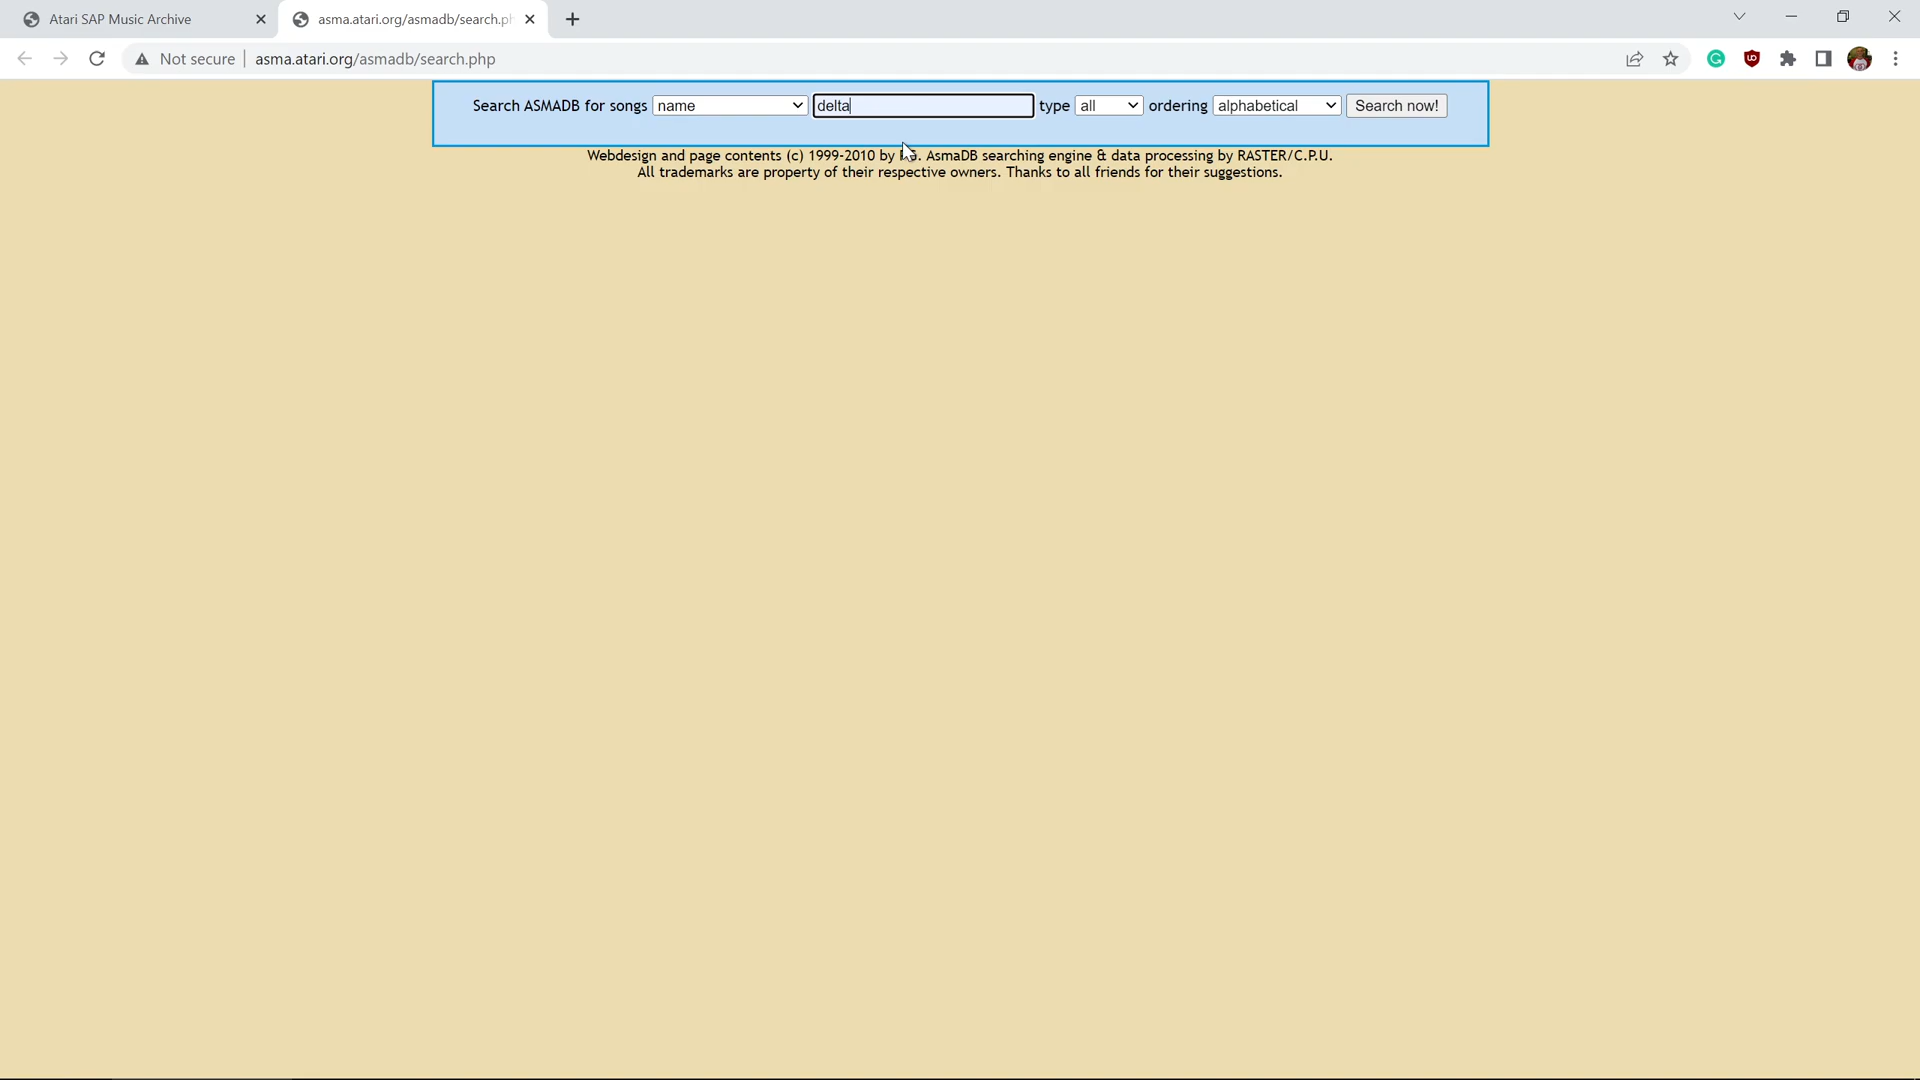 Atari SAP Music Archive
asma.atari.org/asmadb/search.ph
Not secure
asma.atari.org/asmadb/search.php
Search ASMADB for songs name delta type all ordering alphabetical Search now!
Webdesign and page contents (c) 1999-2010 by AsmaDB searching engine & data processing by RASTER/C.P.U.
All trademarks are property of their respective owners. Thanks to all friends for their suggestions.